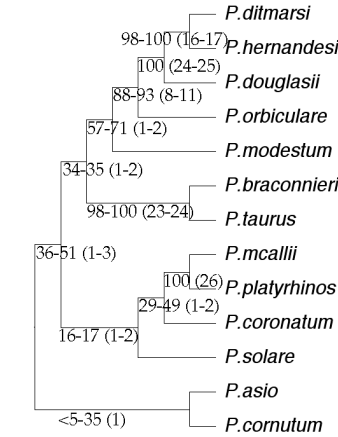 P.ditmarsi
98-100 (16-17)
P.hernandesi
100 (24-25)
P.douglasii
88-93 (8-11)
P.orbiculare
57-71 (1-2)
P.modestum
34-35 (1-2)
P.braconnieri
98-100 (23-24)
P.taurus
P.mcallii
36-51 (1-3)
100 (26)
P.platyrhinos
29-49 (1-2)
P.coronatum
16-17 (1-2)
P.solare
P.asio
<5-35 (1)
P.cornutum